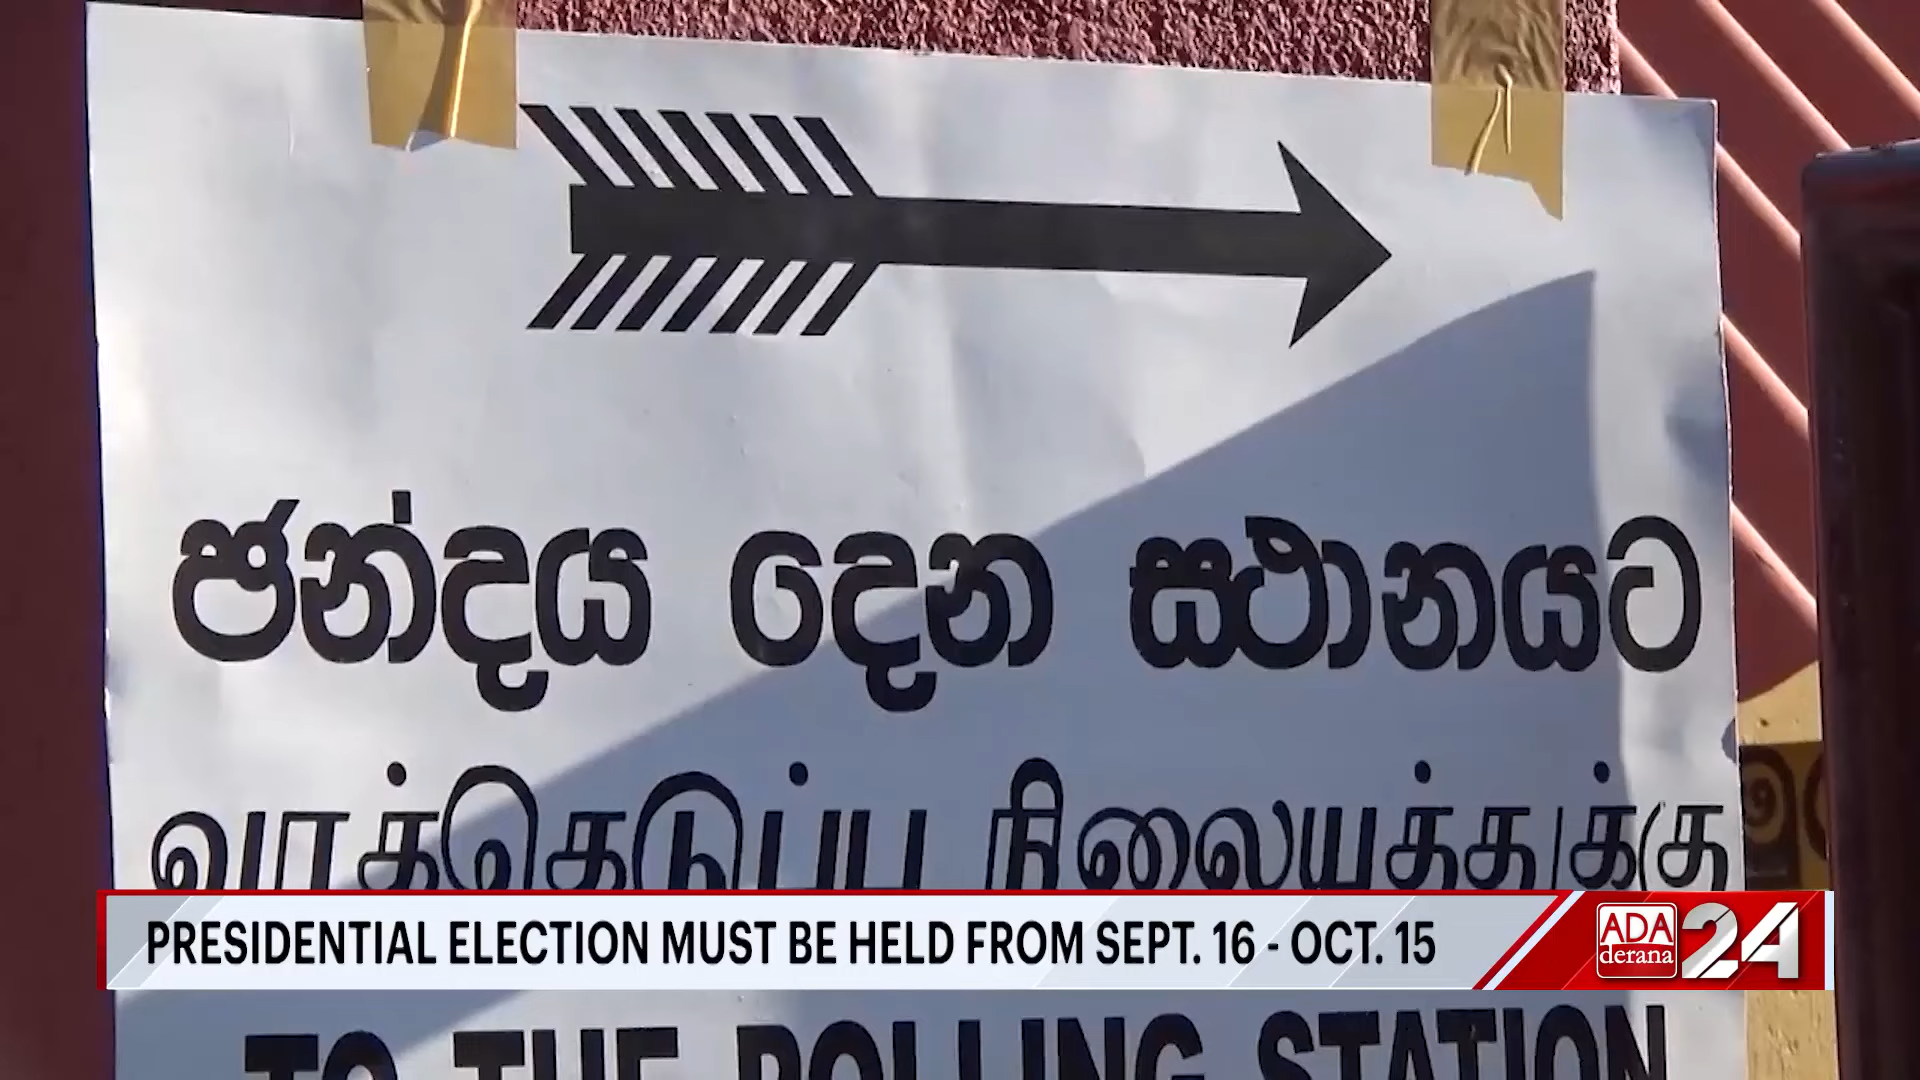 ඡන්දය දෙන ස්ථානයට
வாக்கெடுப்பு நிலையத்துக்கு
PRESIDENTIAL ELECTION MUST BE HELD FROM SEPT. 16 - OCT. 15
ADA
derana
24
TO THE POLLING STATION